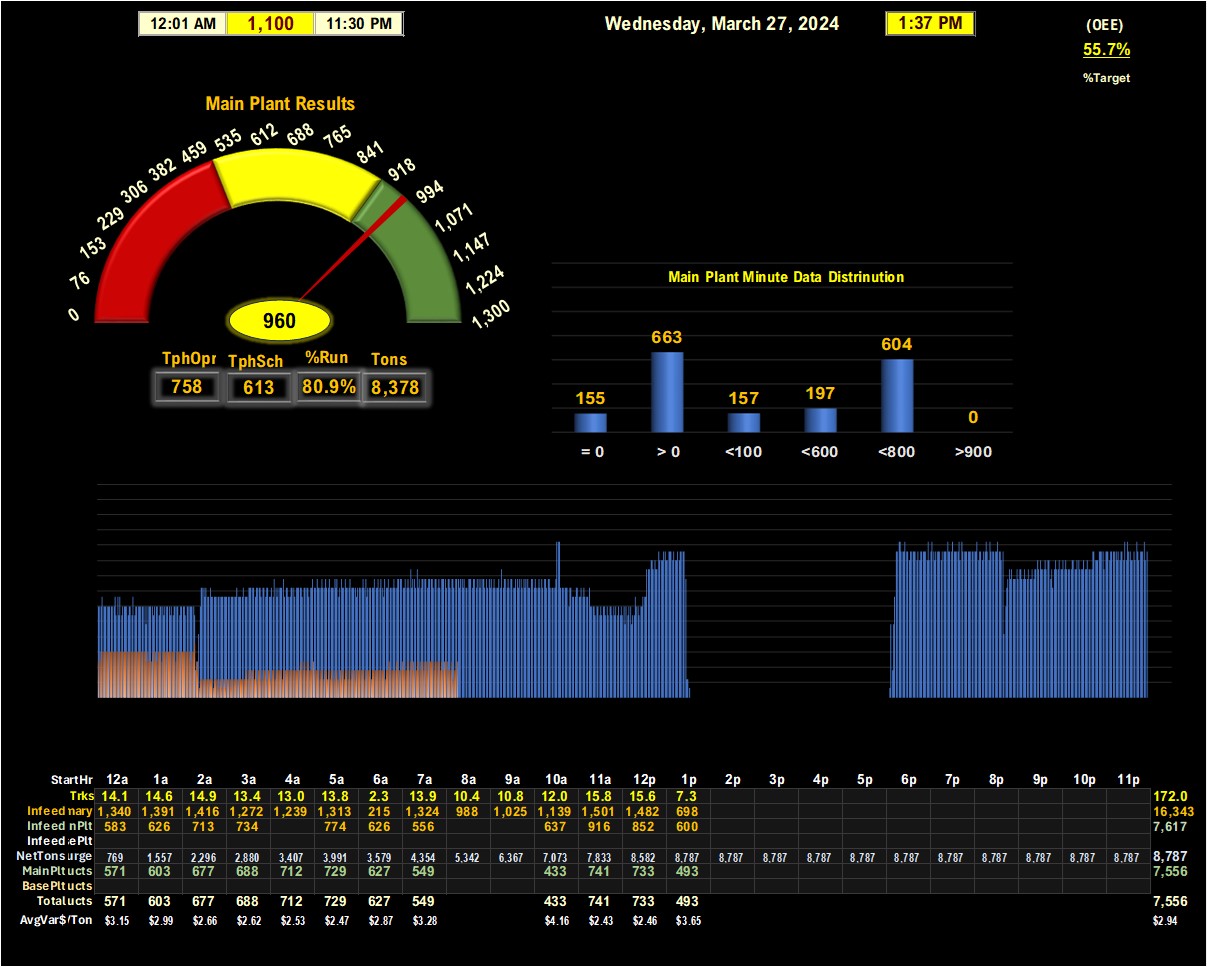 12:01 AM 1,100 11:30 PM Wednesday, March 27, 2024 1:37 PM (OEE)
55.7%
%Target
Main Plant Results
0 76 153 229 306 382 459 535 612 688 765 841 918 994 1,071 1,147 1,224 1,300
960
TphOpr TphSch %Run Tons
758 613 80.9% 8,378
Main Plant Minute Data Distrinution
155 663 157 197 604 0
= 0 > 0 <100 <600 <800 >900
StartHr 12a 1a 2a 3a 4a 5a 6a 7a 8a 9a 10a 11a 12p 1p 2p 3p 4p 5p 6p 7p 8p 9p 10p 11p
Trks 14.1 14.6 14.9 13.4 13.0 13.8 2.3 13.9 10.4 10.8 12.0 15.8 15.6 7.3 172.0
Infeed nary 1,340 1,391 1,416 1,272 1,239 1,313 215 1,324 988 1,025 1,139 1,501 1,482 698 16,343
Infeed nPlt 583 626 713 734 774 626 556 637 916 852 600 7,617
Infeed ePlt
NetTons urge 769 1,557 2,296 2,880 3,407 3,991 3,579 4,354 5,342 6,367 7,073 7,833 8,582 8,787 8,787 8,787 8,787 8,787 8,787 8,787 8,787 8,787 8,787 8,787 8,787
MainPlt ucts 571 603 677 688 712 729 627 549 433 741 733 493 7,556
BasePlt ucts
Total ucts 571 603 677 688 712 729 627 549 433 741 733 493 7,556
AvgVar$/Ton $3.15 $2.99 $2.66 $2.62 $2.53 $2.47 $2.87 $3.28 $4.16 $2.43 $2.46 $3.65 $2.94